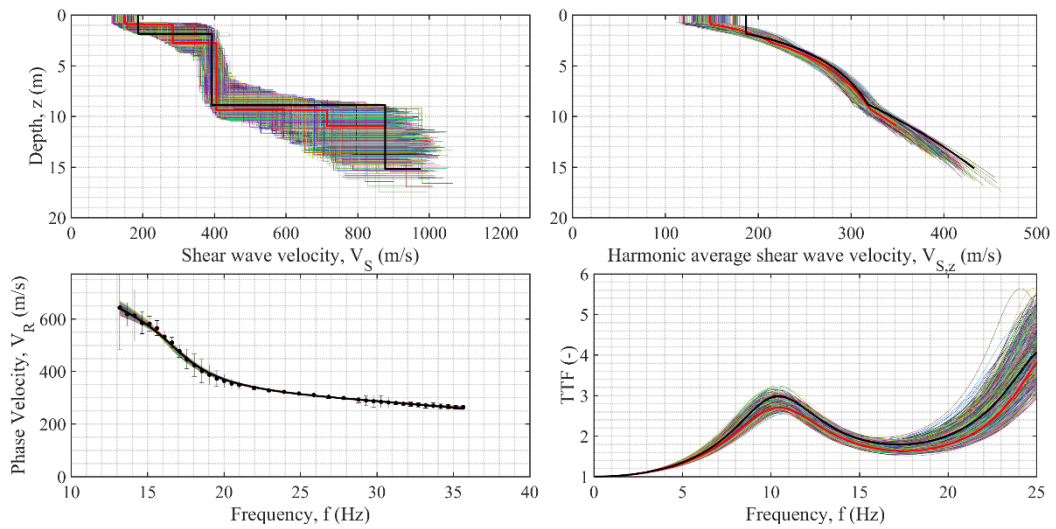 0
5
10
15
20
Depth, z (m)
0 200 400 600 800 1000 1200
Shear wave velocity, V_S (m/s)
0
5
10
15
20
0 100 200 300 400 500
Harmonic average shear wave velocity, V_{S,z} (m/s)
600
400
200
0
Phase Velocity, V_R (m/s)
10 15 20 25 30 35 40
Frequency, f (Hz)
6
5
4
3
2
1
TTF (-)
0 5 10 15 20 25
Frequency, f (Hz)